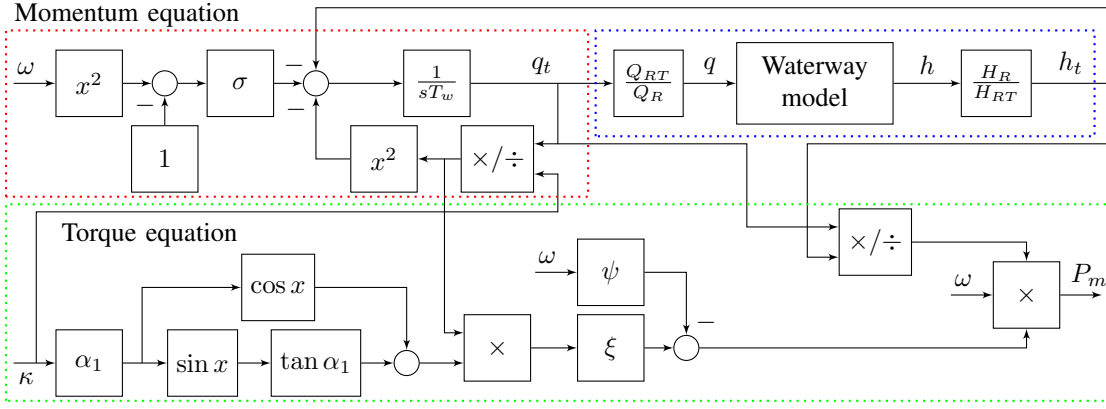 Momentum equation
ω
x²
−
1
σ
−
−
1/sT_w
q_t
Q_RT/Q_R
q
Waterway
model
h
H_R/H_RT
h_t
x²
×/÷
Torque equation
×/÷
ω
ψ
−
ω
×
P_m
cos x
κ
α₁
sin x
tan α₁
×
ξ